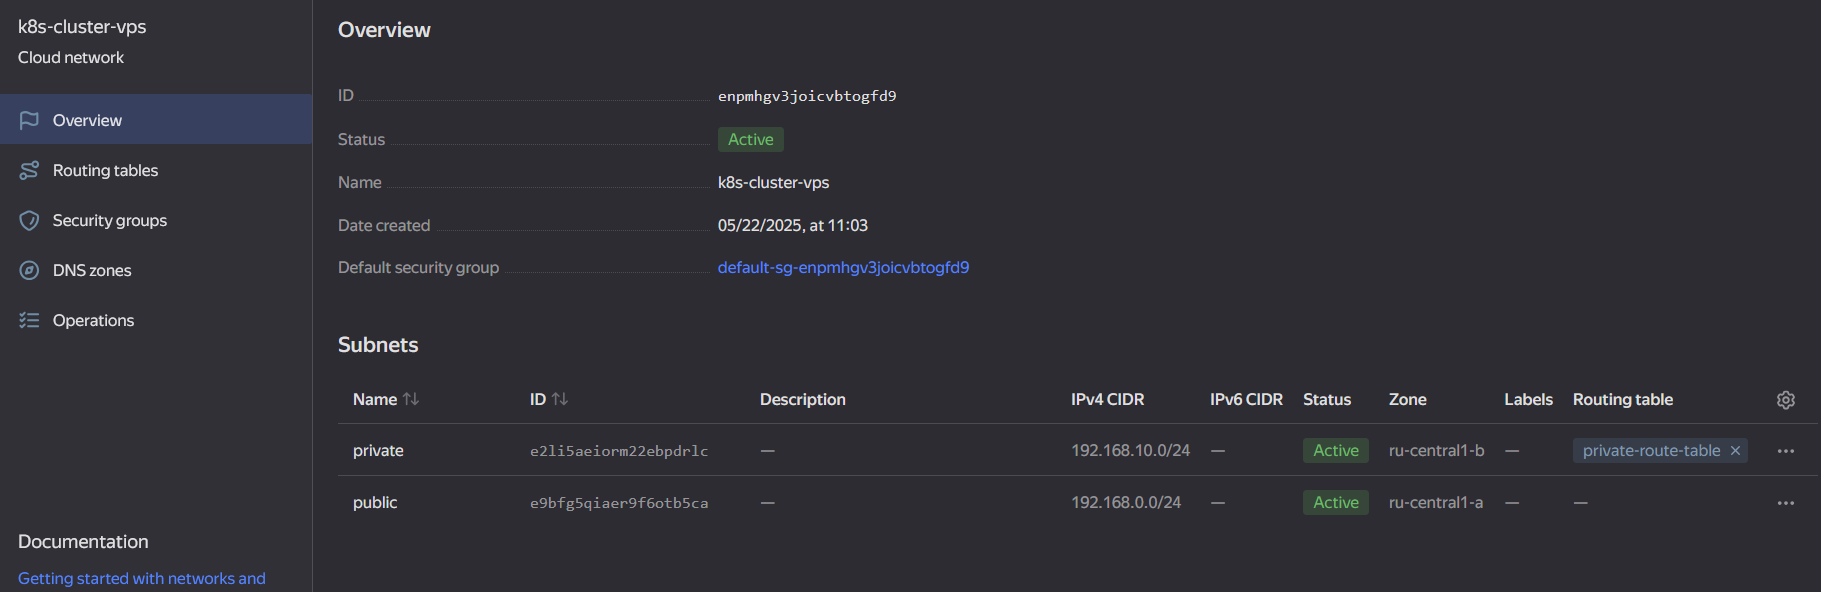 k8s-cluster-vps
Cloud network
Overview
Routing tables
Security groups
DNS zones
Operations
Documentation
Getting started with networks and
Overview
ID enpmhgv3joicvbtogfd9
Status Active
Name k8s-cluster-vps
Date created 05/22/2025, at 11:03
Default security group default-sg-enpmhgv3joicvbtogfd9
Subnets
Name ID Description IPv4 CIDR IPv6 CIDR Status Zone Labels Routing table
private e2li5aeiorm22ebpdrlc — 192.168.10.0/24 — Active ru-central1-b — private-route-table ×
public e9bfg5qiaer9f6otb5ca — 192.168.0.0/24 — Active ru-central1-a — —